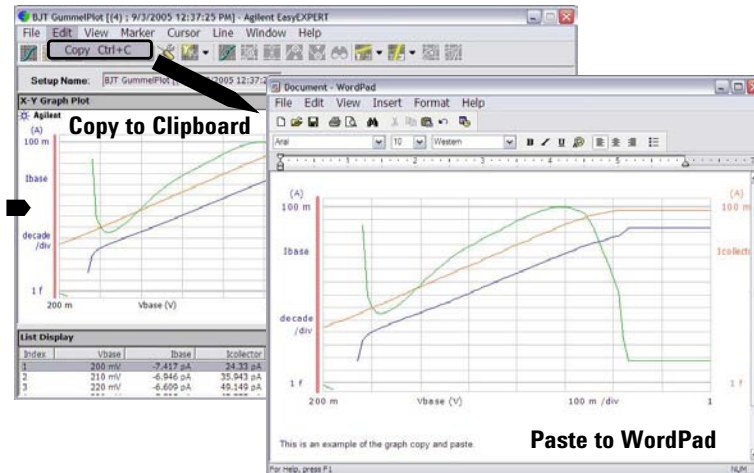 BJT GummelPlot [(4) ; 9/3/2005 12:37:25 PM] - Agilent EasyEXPERT
File Edit View Marker Cursor Line Window Help
Copy Ctrl+C
Setup Name: BJT GummelPlot
X-Y Graph Plot
Agilent
Copy to Clipboard
(A)
100 m
Ibase
decade
/div
1 f
200 m
Vbase (V)
List Display
Index Vbase Ibase Icollector
1 200 mV -7.417 pA 24.33 pA
2 210 mV -6.946 pA 35.943 pA
3 220 mV -6.609 pA 49.149 pA
Document - WordPad
File Edit View Insert Format Help
Arial 10 Western B I U
(A) (A)
100 m 100 m
Ibase Icollect
decade
/div
1 f 1 f
200 m Vbase (V) 100 m /div 1
This is an example of the graph copy and paste.
Paste to WordPad
For Help, press F1 NUM